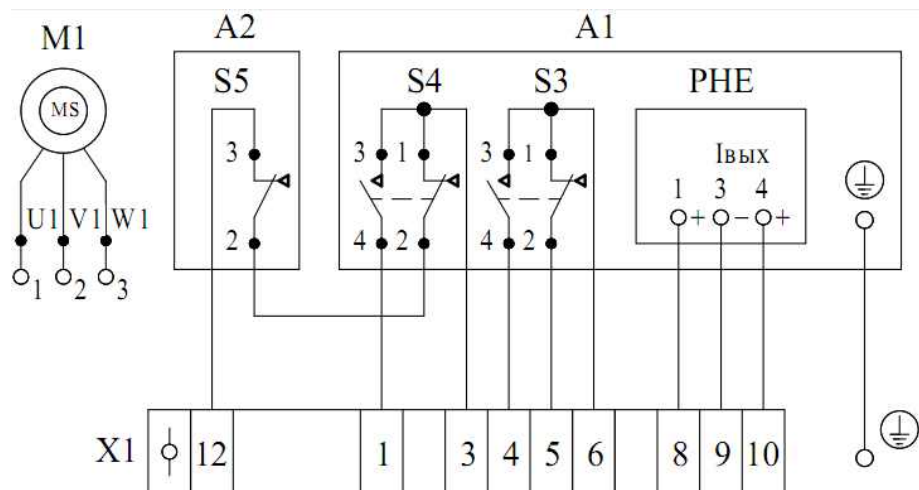 M1 A2 A1
S5 S4 S3 PHE
MS
3 3 1 3 1 Iвых
1 3 4
U1 V1 W1 + − +
2 4 2 4 2
1 2 3
X1 12 1 3 4 5 6 8 9 10